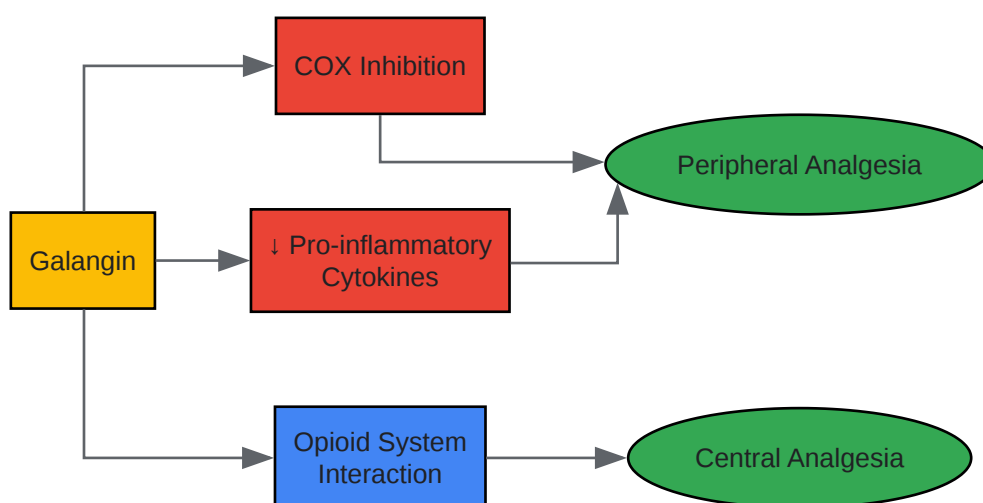 COX Inhibition
Peripheral Analgesia
Galangin
↓ Pro-inflammatory
Cytokines
Opioid System
Interaction
Central Analgesia